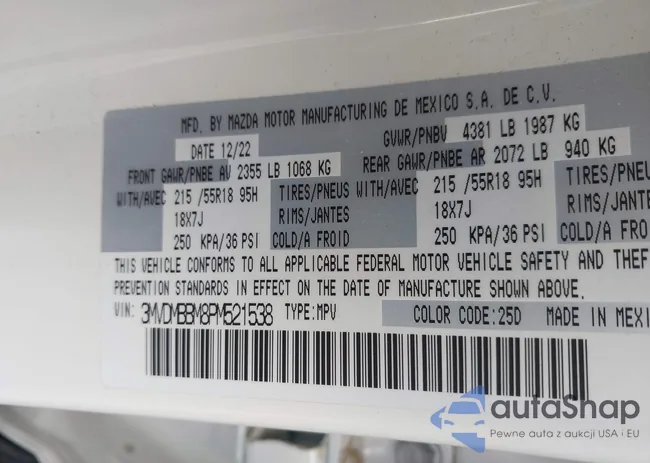 MFD. BY MAZDA MOTOR MANUFACTURING DE MEXICO S.A. DE C.V.
DATE 12/22 GVWR/PNBV 4381 LB 1987 KG
FRONT GAWR/PNBE AV 2355 LB 1068 KG REAR GAWR/PNBE AR 2072 LB 940 KG
WITH/AVEC 215 /55R18 95H TIRES/PNEUS WITH/AVEC 215 /55R18 95H TIRES/PNEUS
18X7J RIMS/JANTES 18X7J RIMS/JANTES
250 KPA/36 PSI COLD/A FROID 250 KPA/36 PSI COLD/A FROID
THIS VEHICLE CONFORMS TO ALL APPLICABLE FEDERAL MOTOR VEHICLE SAFETY AND THEF
PREVENTION STANDARDS IN EFFECT ON THE DATE OF MANUFACTURE SHOWN ABOVE.
VIN: 3MVDMBBM8PM521538 TYPE: MPV COLOR CODE: 25D MADE IN MEXI
autaShap
Pewne auta z aukcji USA i EU